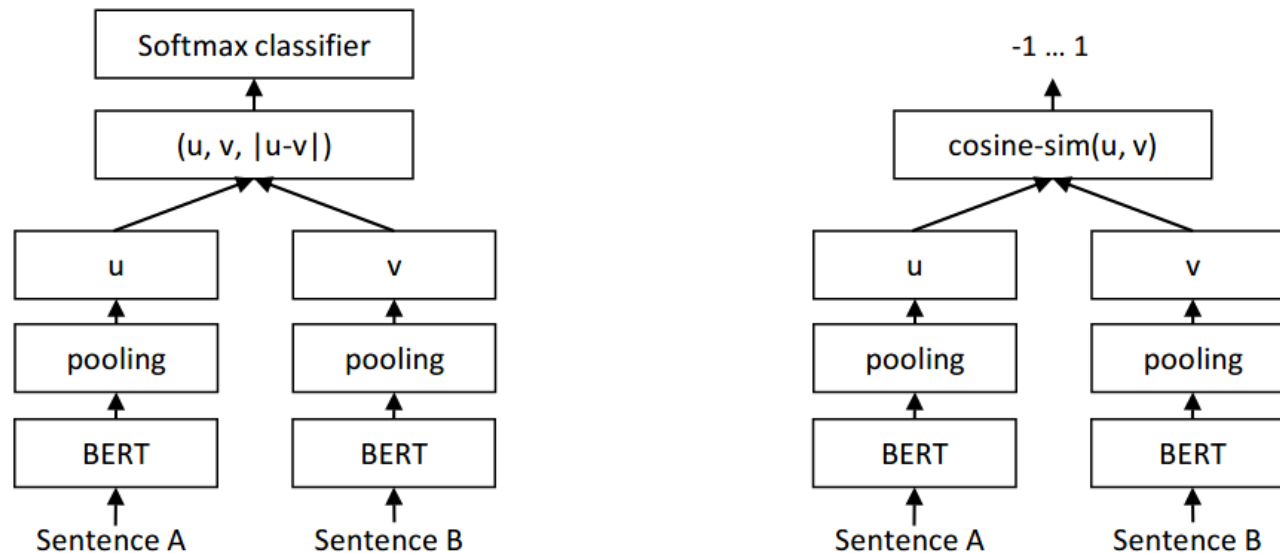 Softmax classifier
(u, v, |u-v|)
u
v
pooling
pooling
BERT
BERT
Sentence A
Sentence B
-1 … 1
cosine-sim(u, v)
u
v
pooling
pooling
BERT
BERT
Sentence A
Sentence B